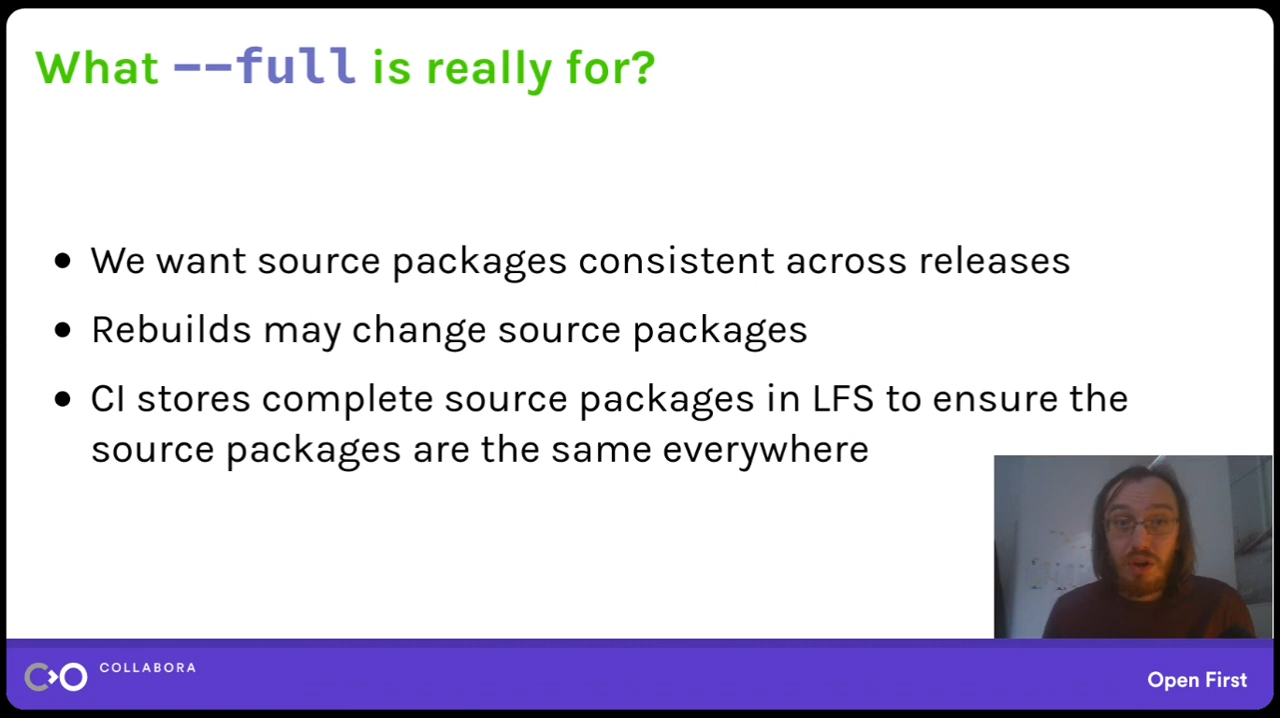 What --full is really for?
• We want source packages consistent across releases
• Rebuilds may change source packages
• CI stores complete source packages in LFS to ensure the
source packages are the same everywhere
COLLABORA
Open First